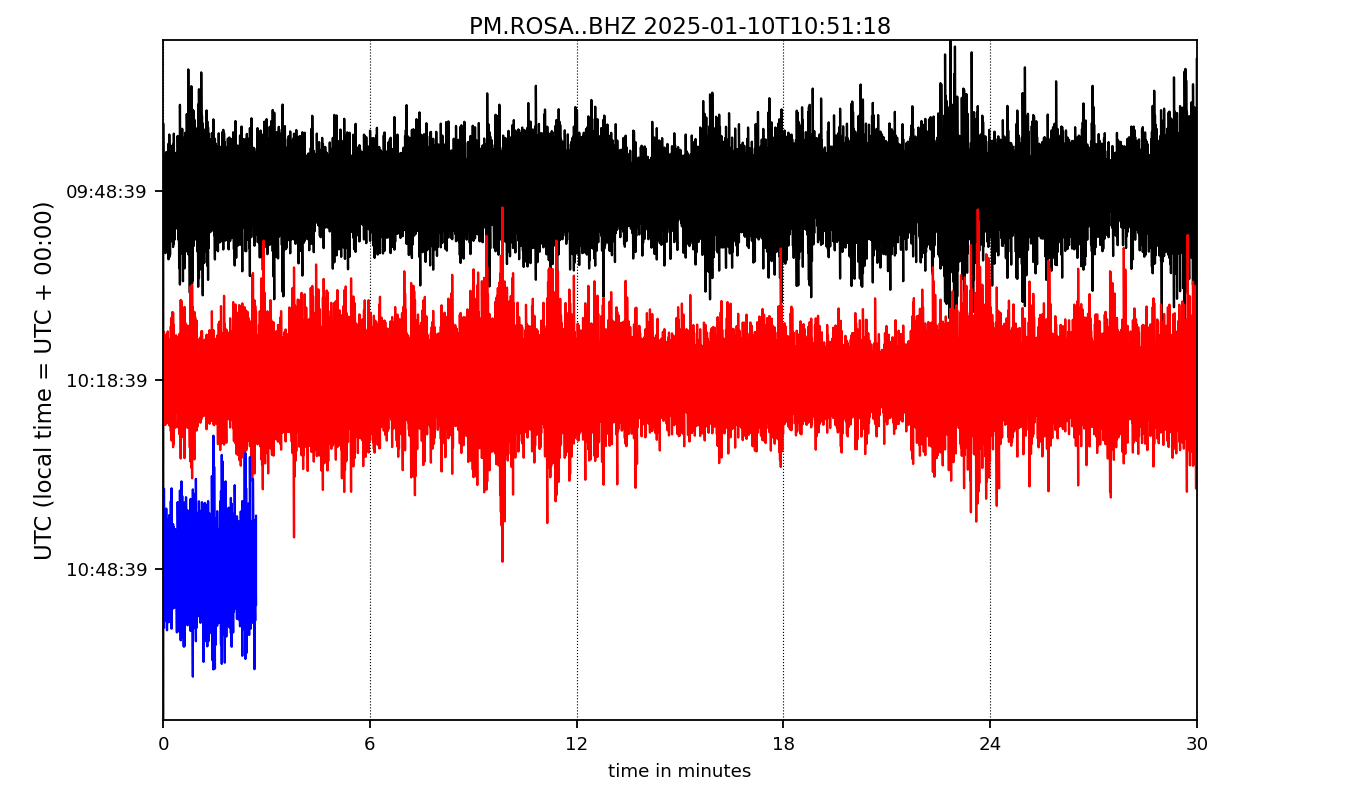 PM.ROSA..BHZ 2025-01-10T10:51:18
UTC (local time = UTC + 00:00)
09:48:39
10:18:39
10:48:39
0 6 12 18 24 30
time in minutes